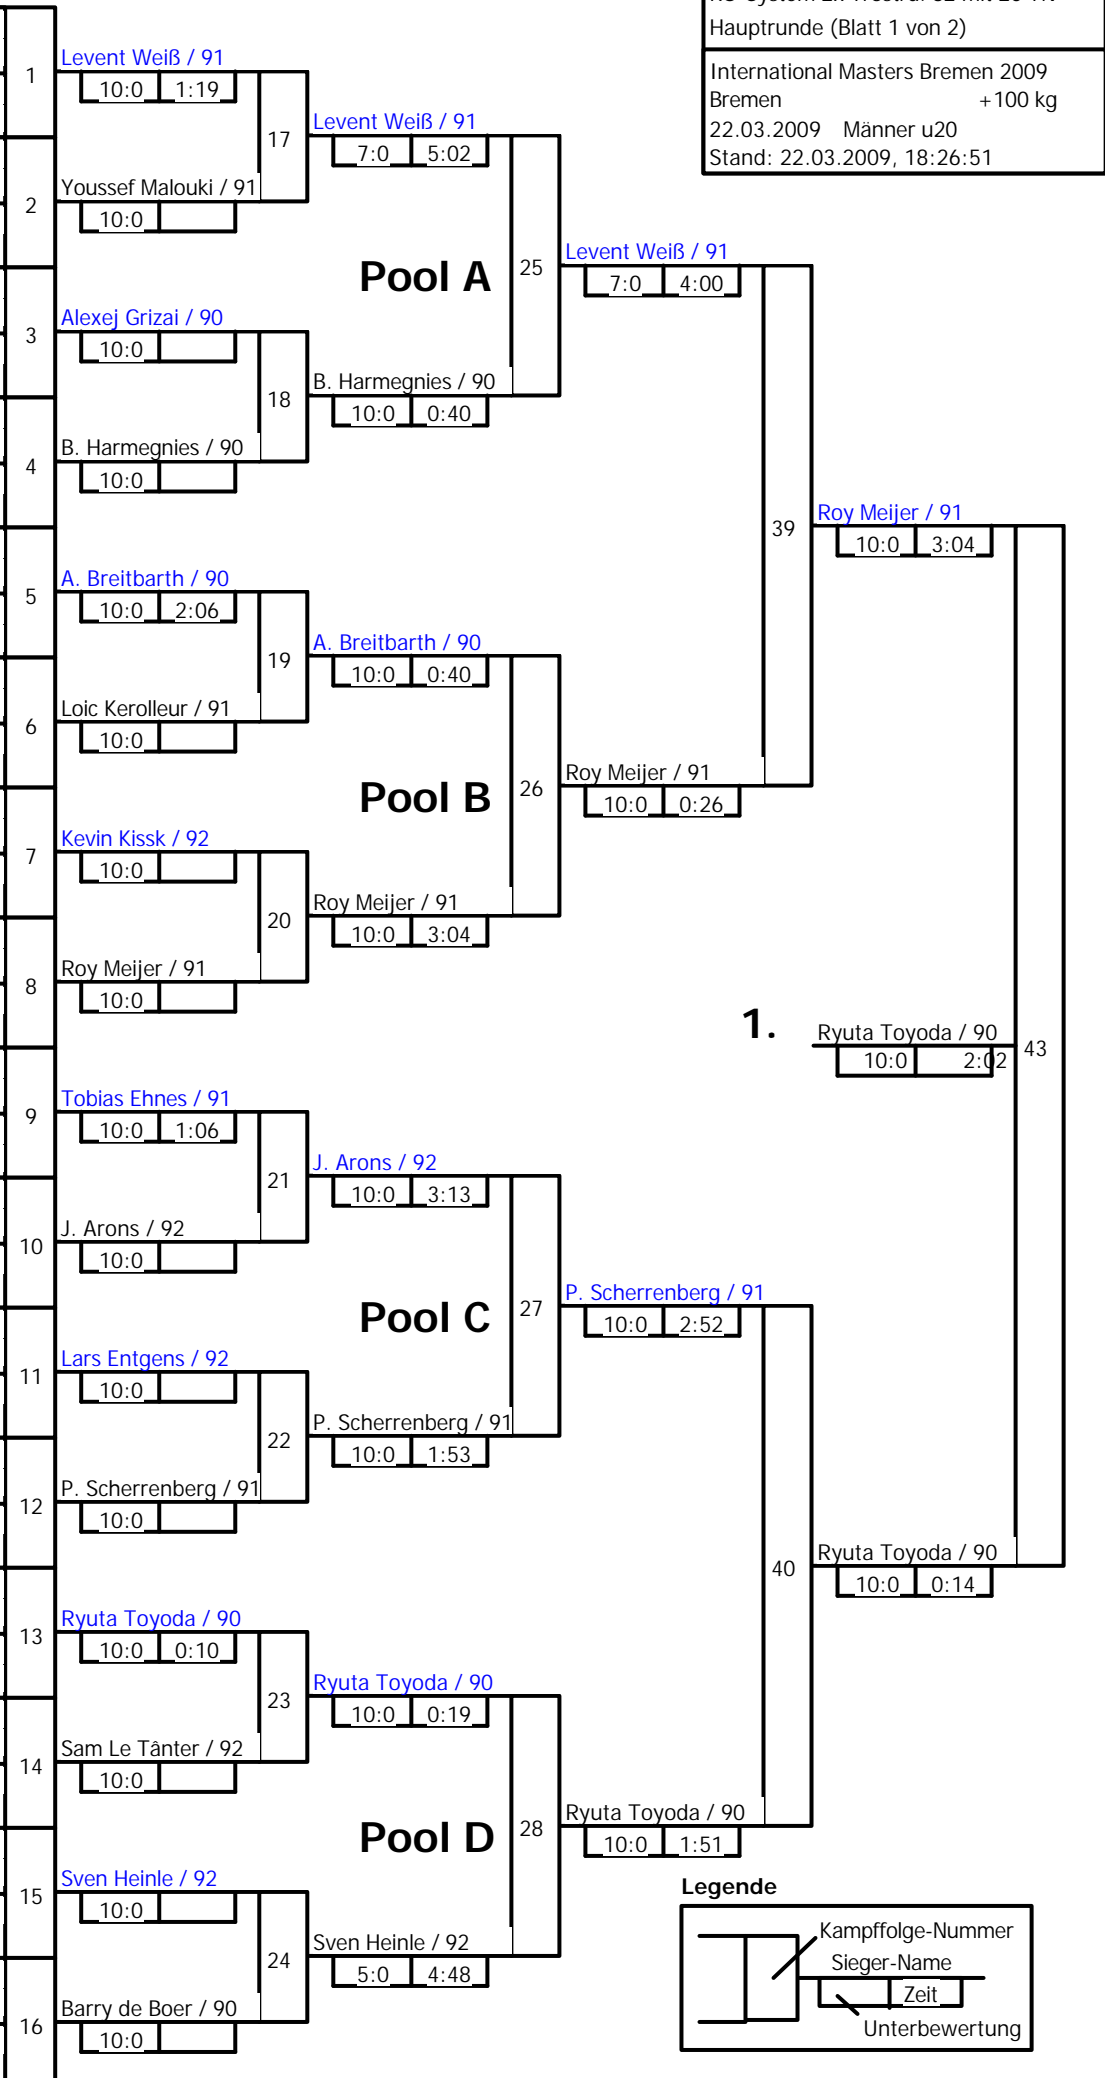 Hauptrunde (Blatt 1 von 2)
International Masters Bremen 2009
Bremen +100 kg
22.03.2009 Männer u20
Stand: 22.03.2009, 18:26:51
1
Levent Weiß / 91
10:0 1:19
17
Levent Weiß / 91
7:0 5:02
2
Youssef Malouki / 91
10:0
Pool A
25
Levent Weiß / 91
7:0 4:00
3
Alexej Grizai / 90
10:0
18
B. Harmegnies / 90
10:0 0:40
4
B. Harmegnies / 90
10:0
39
Roy Meijer / 91
10:0 3:04
5
A. Breitbarth / 90
10:0 2:06
19
A. Breitbarth / 90
10:0 0:40
6
Loic Kerolleur / 91
10:0
Pool B
26
Roy Meijer / 91
10:0 0:26
7
Kevin Kissk / 92
10:0
20
Roy Meijer / 91
10:0 3:04
8
Roy Meijer / 91
10:0
1.
Ryuta Toyoda / 90
10:0 2:02
43
9
Tobias Ehnes / 91
10:0 1:06
21
J. Arons / 92
10:0 3:13
10
J. Arons / 92
10:0
Pool C
27
P. Scherrenberg / 91
10:0 2:52
11
Lars Entgens / 92
10:0
22
P. Scherrenberg / 91
10:0 1:53
12
P. Scherrenberg / 91
10:0
40
Ryuta Toyoda / 90
10:0 0:14
13
Ryuta Toyoda / 90
10:0 0:10
23
Ryuta Toyoda / 90
10:0 0:19
14
Sam Le Tânter / 92
10:0
Pool D
28
Ryuta Toyoda / 90
10:0 1:51
15
Sven Heinle / 92
10:0
24
Sven Heinle / 92
5:0 4:48
16
Barry de Boer / 90
10:0
Legende
Kampffolge-Nummer
Sieger-Name
Zeit
Unterbewertung